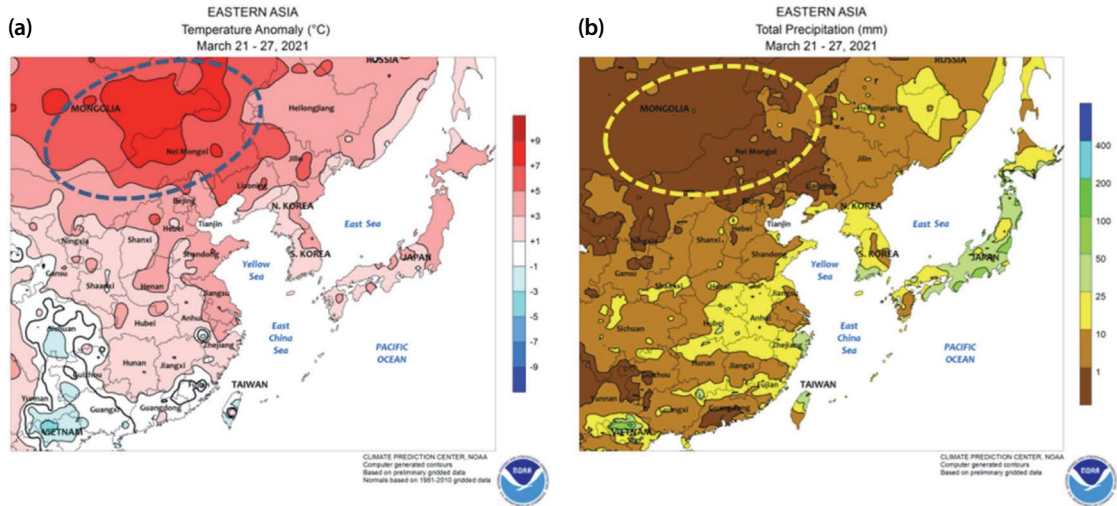 (a)
EASTERN ASIA
Temperature Anomaly (°C)
March 21 - 27, 2021
RUSSIA
MONGOLIA
Heilongjiang
Nei Mongol
Jilin
Liaoning
Beijing
N. KOREA
Tianjin
Hebei
East Sea
Ningxia
Shanxi
Shandong
S. KOREA
JAPAN
Yellow
Sea
Gansu
Shaanxi
Henan
Jiangsu
Anhui
Hubei
Sichuan
East
China
Sea
Zhejiang
PACIFIC
OCEAN
Hunan
Jiangxi
Guizhou
Fujian
TAIWAN
Yunnan
Guangxi
Guangdong
VIETNAM
+9
+7
+5
+3
+1
-1
-3
-5
-7
-9
CLIMATE PREDICTION CENTER, NOAA
Computer generated contours
Based on preliminary gridded data
Normals based on 1981-2010 gridded data
NOAA
(b)
EASTERN ASIA
Total Precipitation (mm)
March 21 - 27, 2021
RUSSIA
MONGOLIA
Heilongjiang
Nei Mongol
Jilin
Liaoning
Beijing
N. KOREA
Tianjin
Hebei
East Sea
Ningxia
Shanxi
Shandong
S. KOREA
JAPAN
Yellow
Sea
Gansu
Shaanxi
Henan
Jiangsu
Anhui
Hubei
Sichuan
East
China
Sea
Zhejiang
PACIFIC
OCEAN
Hunan
Jiangxi
Guizhou
Fujian
TAIWAN
Yunnan
Guangxi
Guangdong
VIETNAM
400
200
100
50
25
10
1
CLIMATE PREDICTION CENTER, NOAA
Computer generated contours
Based on preliminary gridded data
NOAA